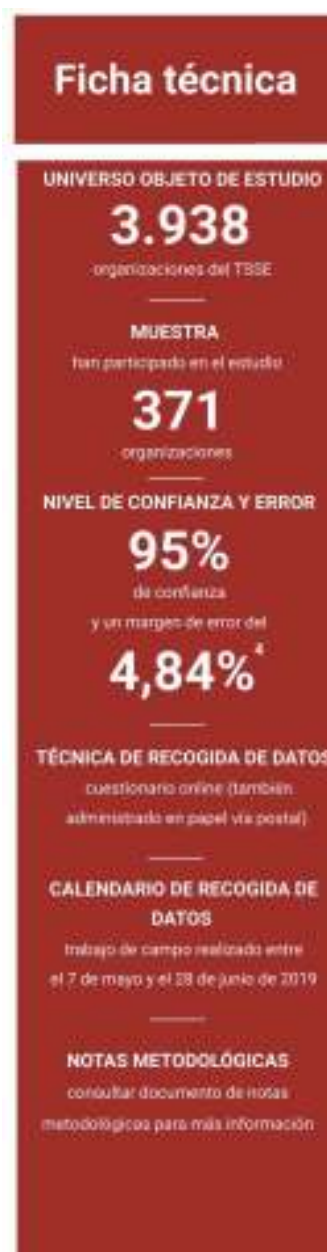 Ficha técnica
UNIVERSO OBJETO DE ESTUDIO
3.938
organizaciones del TSSE
MUESTRA
han participado en el estudio
371
organizaciones
NIVEL DE CONFIANZA Y ERROR
95%
de confianza
y un margen de error del
4,84%⁴
TÉCNICA DE RECOGIDA DE DATOS
cuestionario online (también
administrado en papel vía postal)
CALENDARIO DE RECOGIDA DE
DATOS
trabajo de campo realizado entre
el 7 de mayo y el 28 de junio de 2019
NOTAS METODOLÓGICAS
consultar documento de notas
metodológicas para más información